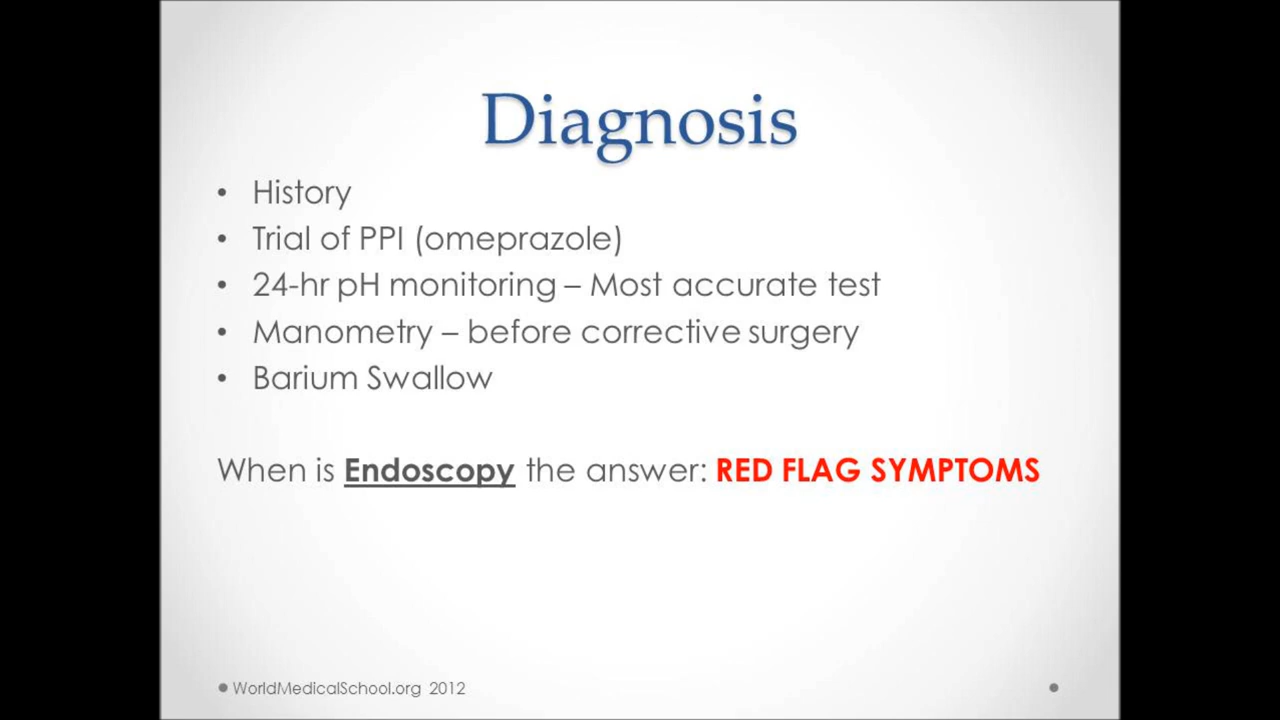 Diagnosis
• History
• Trial of PPI (omeprazole)
• 24-hr pH monitoring – Most accurate test
• Manometry – before corrective surgery
• Barium Swallow
When is Endoscopy the answer: RED FLAG SYMPTOMS
WorldMedicalSchool.org 2012